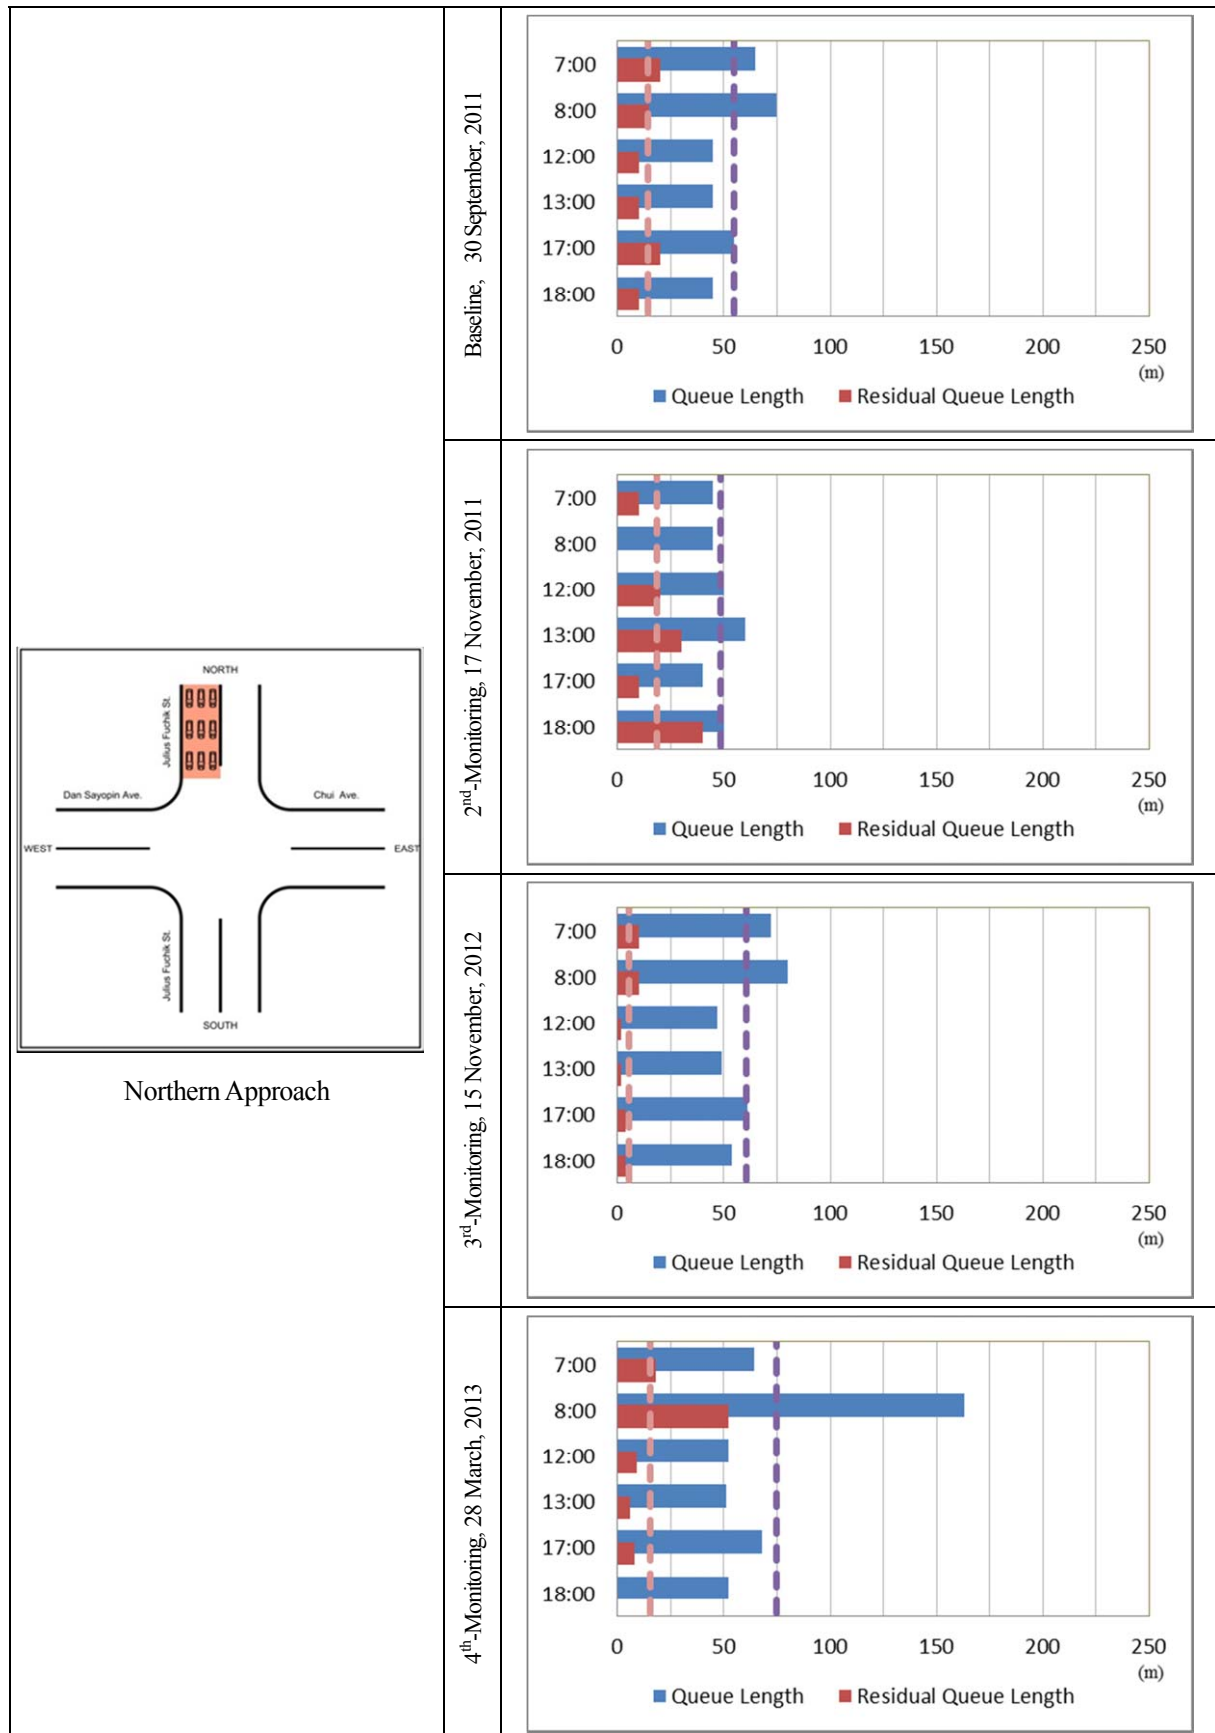 NORTH
Julius Fuchik St.
Dan Sayopin Ave.
Chui Ave.
WEST
EAST
Julius Fuchik St.
SOUTH
Northern Approach
Baseline, 30 September, 2011
7:00
8:00
12:00
13:00
17:00
18:00
0 50 100 150 200 250
(m)
Queue Length Residual Queue Length
2nd-Monitoring, 17 November, 2011
7:00
8:00
12:00
13:00
17:00
18:00
0 50 100 150 200 250
(m)
Queue Length Residual Queue Length
3rd-Monitoring, 15 November, 2012
7:00
8:00
12:00
13:00
17:00
18:00
0 50 100 150 200 250
(m)
Queue Length Residual Queue Length
4th-Monitoring, 28 March, 2013
7:00
8:00
12:00
13:00
17:00
18:00
0 50 100 150 200 250
(m)
Queue Length Residual Queue Length